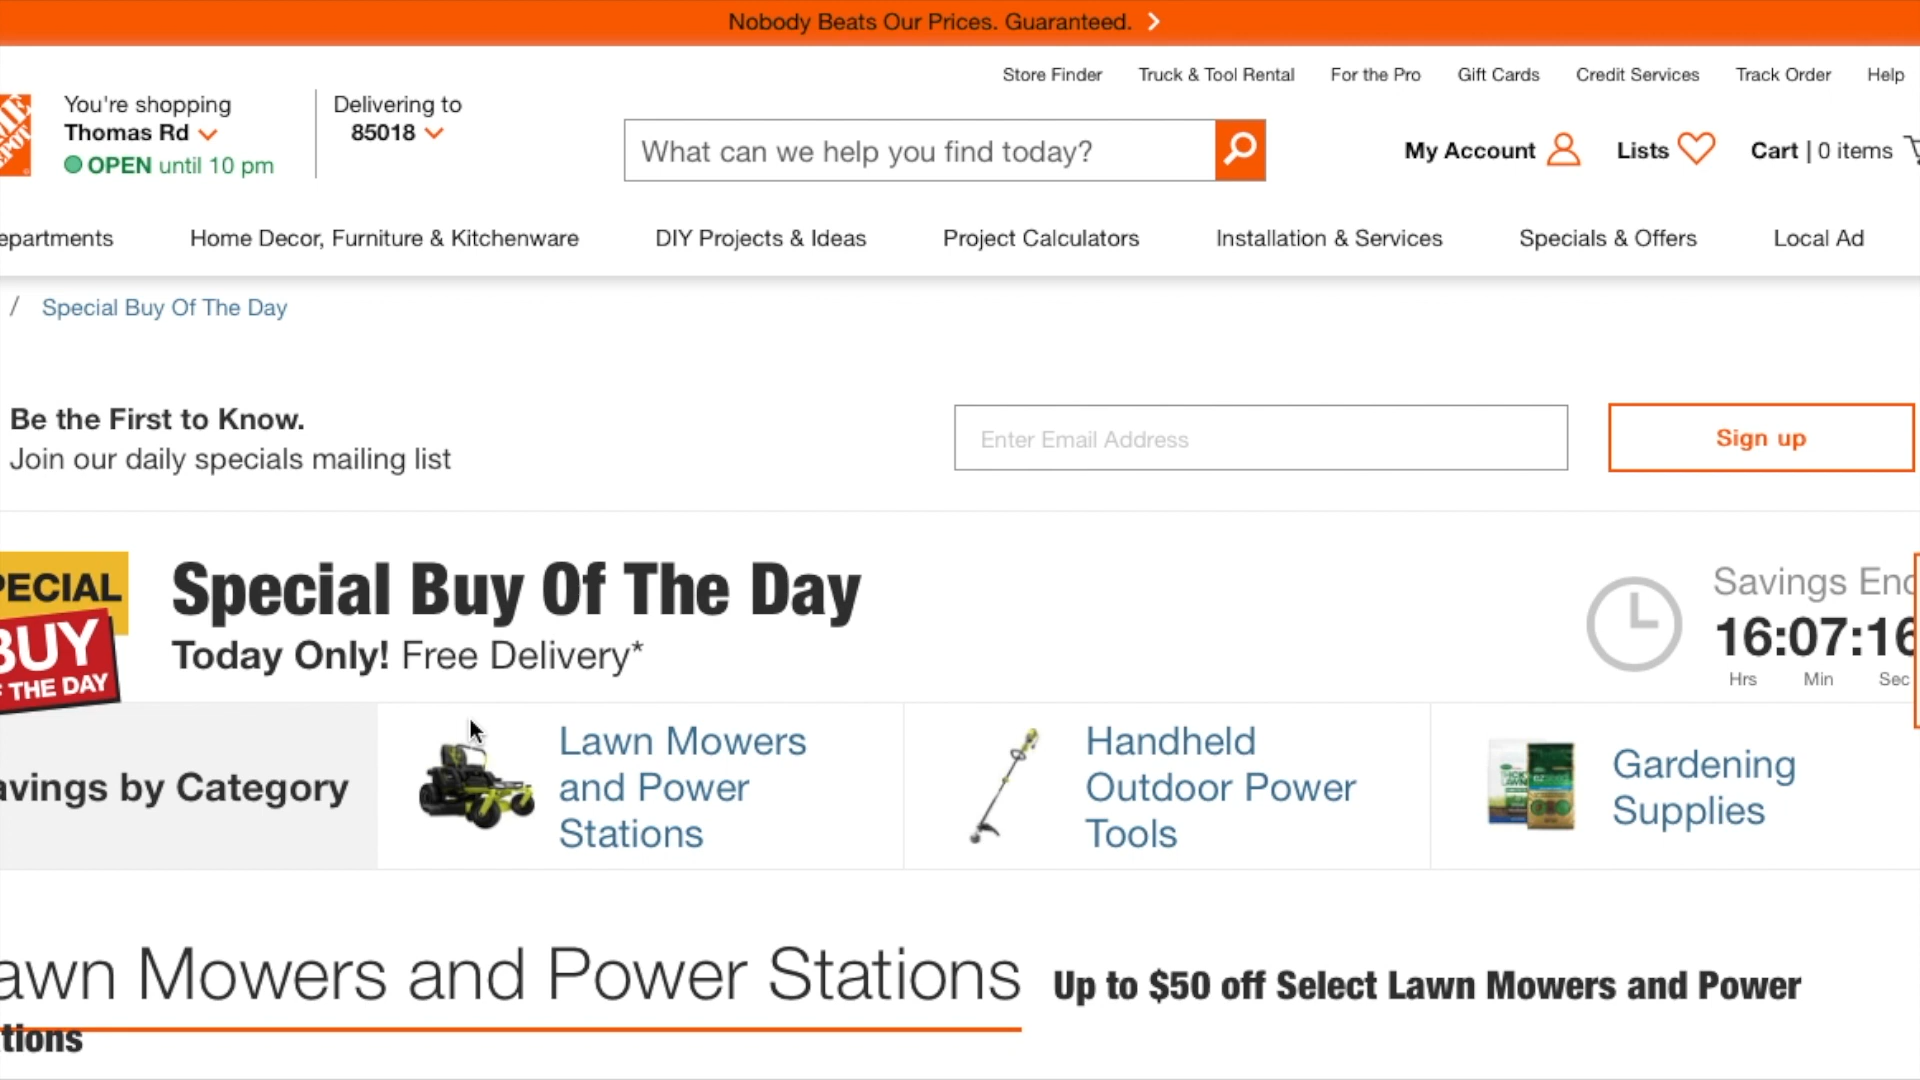 Nobody Beats Our Prices. Guaranteed.
Store Finder
Truck & Tool Rental
For the Pro
Gift Cards
Credit Services
Track Order
Help
You're shopping
Thomas Rd
OPEN until 10 pm
Delivering to
85018
What can we help you find today?
My Account
Lists
Cart | 0 items
epartments
Home Decor, Furniture & Kitchenware
DIY Projects & Ideas
Project Calculators
Installation & Services
Specials & Offers
Local Ad
/ Special Buy Of The Day
Be the First to Know.
Join our daily specials mailing list
Enter Email Address
Sign up
PECIAL
BUY
F THE DAY
Special Buy Of The Day
Today Only! Free Delivery*
Savings End
16:07:16
Hrs Min Sec
avings by Category
Lawn Mowers
and Power
Stations
Handheld
Outdoor Power
Tools
Gardening
Supplies
awn Mowers and Power Stations Up to $50 off Select Lawn Mowers and Power
tions